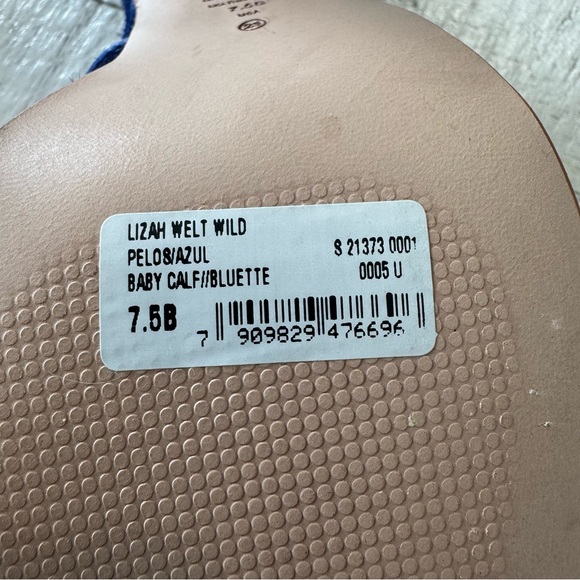 LIZAH WELT WILD
PELOS/AZUL S 21373 0001
BABY CALF//BLUETTE 0005 U
7.5B
7 909829 476696